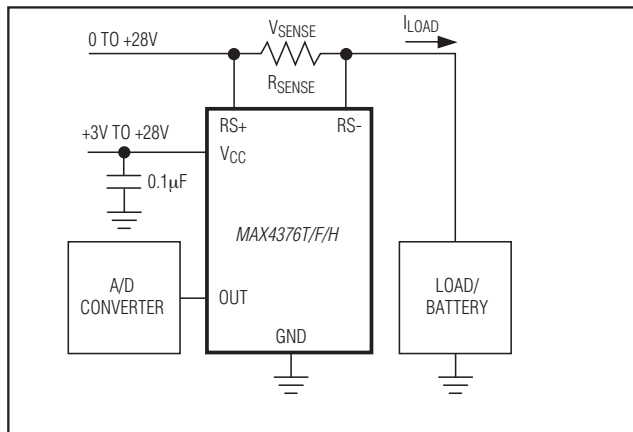 0 TO +28V
VSENSE
ILOAD
RSENSE
RS+
RS-
+3V TO +28V
VCC
0.1µF
MAX4376T/F/H
A/D
CONVERTER
OUT
LOAD/
BATTERY
GND